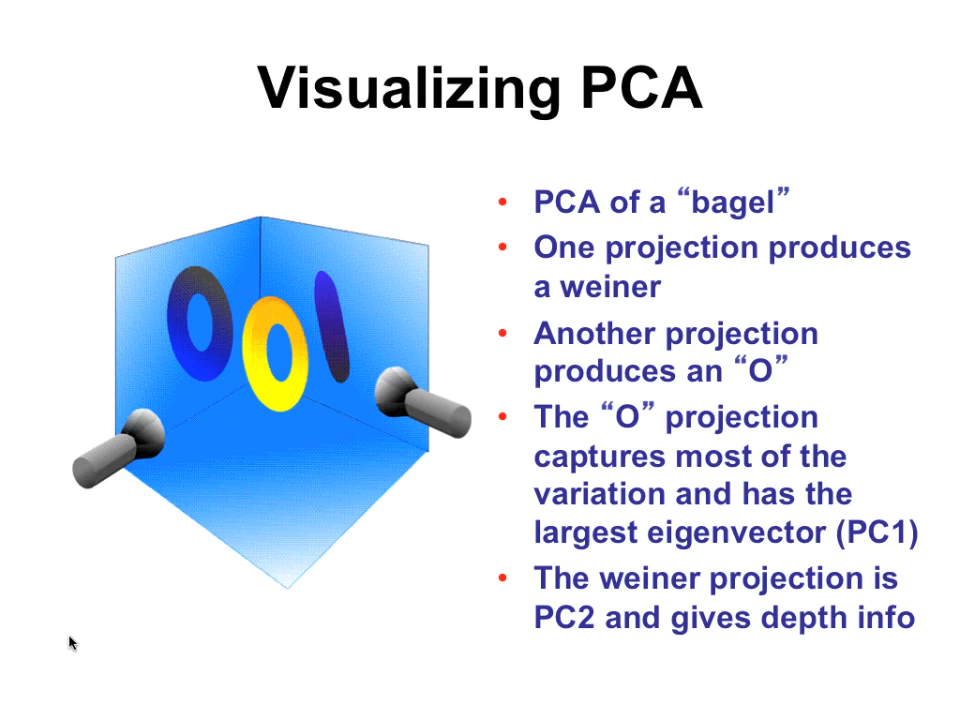 Visualizing PCA
• PCA of a “bagel”
• One projection produces
a weiner
• Another projection
produces an “O”
• The “O” projection
captures most of the
variation and has the
largest eigenvector (PC1)
• The weiner projection is
PC2 and gives depth info